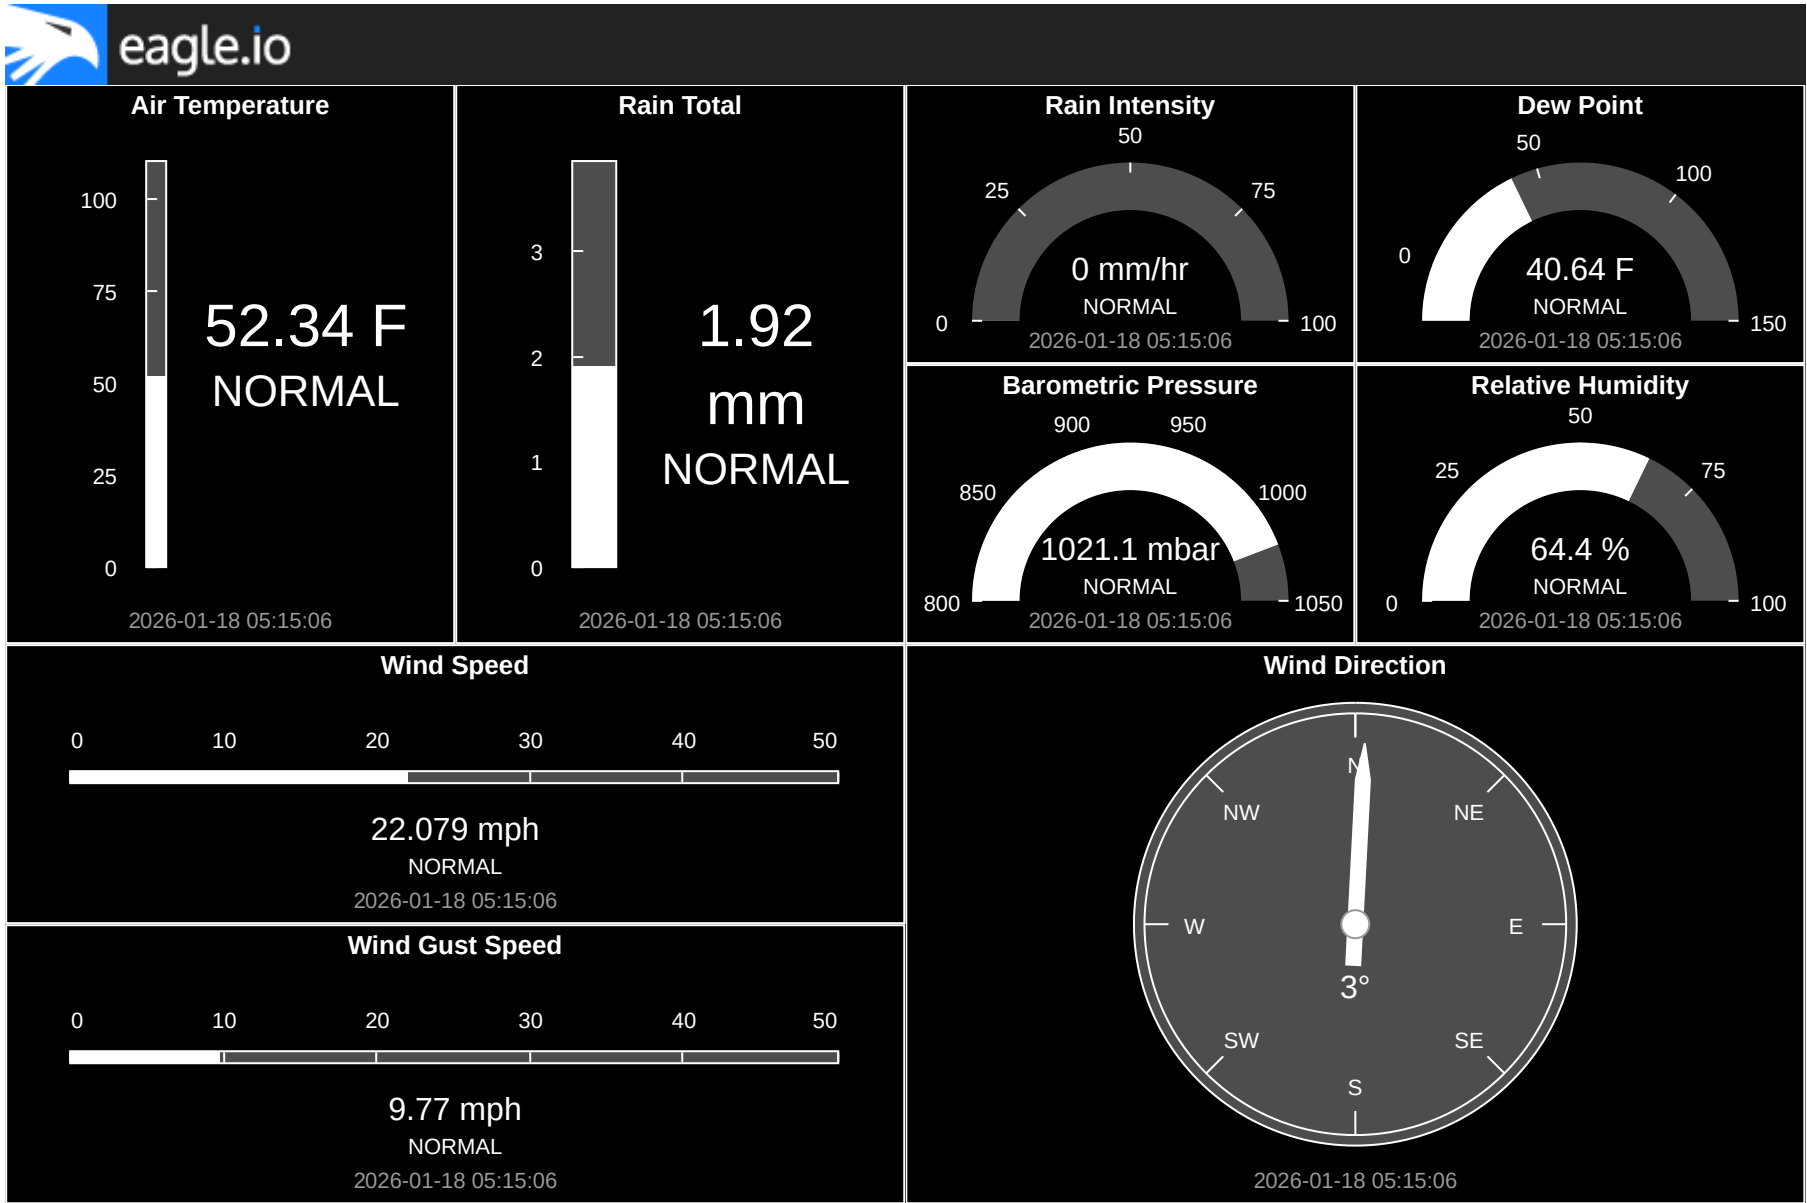 eagle.io
Air Temperature
100
75
50
25
0
52.34 F
NORMAL
2026-01-18 05:15:06
Rain Total
3
2
1
0
1.92
mm
NORMAL
2026-01-18 05:15:06
Rain Intensity
50
25
75
0
100
0 mm/hr
NORMAL
2026-01-18 05:15:06
Dew Point
50
100
0
150
40.64 F
NORMAL
2026-01-18 05:15:06
Barometric Pressure
900
950
850
1000
800
1050
1021.1 mbar
NORMAL
2026-01-18 05:15:06
Relative Humidity
50
25
75
0
100
64.4 %
NORMAL
2026-01-18 05:15:06
Wind Speed
0 10 20 30 40 50
22.079 mph
NORMAL
2026-01-18 05:15:06
Wind Gust Speed
0 10 20 30 40 50
9.77 mph
NORMAL
2026-01-18 05:15:06
Wind Direction
N
NW NE
W E
3°
SW SE
S
2026-01-18 05:15:06